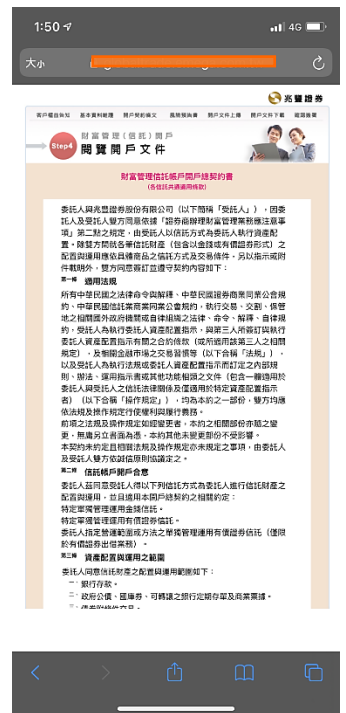 1:50
4G
大小
兆豐證券
客戶權益告知 基本資料維護 開戶契約條文 風險預告書 開戶文件上傳 開戶文件下載 電話簽
Step4
財富管理(信託)開戶
閱覽開戶文件
財富管理信託帳戶開戶總契約書
(各信託共通適用條款)
委託人與兆豐證券股份有限公司(以下簡稱「受託人」),因委
託人及受託人雙方同意依據「證券商辦理財富管理業務應注意事
項」第二點之規定,由受託人以信託方式為委託人執行資產配
置。除雙方間就各筆信託財產(包含以金錢或有價證券形式)之
配置與運用應依具體商品之信託方式及交易條件,另以指示或附
件載明外,雙方同意簽訂並遵守契約內容如下:
第一條 適用法規
所有中華民國之法律命令與解釋、中華民國證券商業同業公會規
約、中華民國信託業商業同業公會規約,執行交易、交割、保管
地之相關國外政府機關或自律組織之法律、命令、解釋、自律規
約,受託人為執行委託人資產配置指示,與第三人所簽訂與執行
委託人資產配置指示有關之合約條款(或所適用該第三人之相關
規定),及相關金融市場之交易習慣等(以下合稱「法規」),
以及受託人為執行法規或委託人資產配置指示而訂定之內部規
則、辦法、運用指示書或其他功能相類之文件(包含一體適用於
委託人與受託人之信託法律關係及僅適用於特定資產配置指示
者)(以下合稱「操作規定」),均為本約之一部份,雙方均應
依法規及操作規定行使權利與履行義務。
前項之法規及操作規定如經變更者,本約之相關部份亦隨之變
更,無庸另立書面為憑,本約其他未變更部份不受影響。
本契約未約定且相關法規及操作規定亦未規定之事項,由委託人
及受託人雙方依誠信原則協議定之。
第二條 信託帳戶開戶合意
委託人茲同意受託人得以下列信託方式為委託人進行信託財產之
配置與運用,並且適用本開戶總契約之相關約定:
特定單獨管理運用金錢信託。
特定單獨管理運用有價證券信託。
委託人指定營運範圍或方法之單獨管理運用有價證券信託(僅限
於有價證券出借業務)。
第三條 資產配置與運用之範圍
委託人同意信託財產之配置與運用範圍如下:
一、銀行存款。
二、政府公債、國庫券、可轉讓之銀行定期存單及商業票據。
三、債券附條件交易。